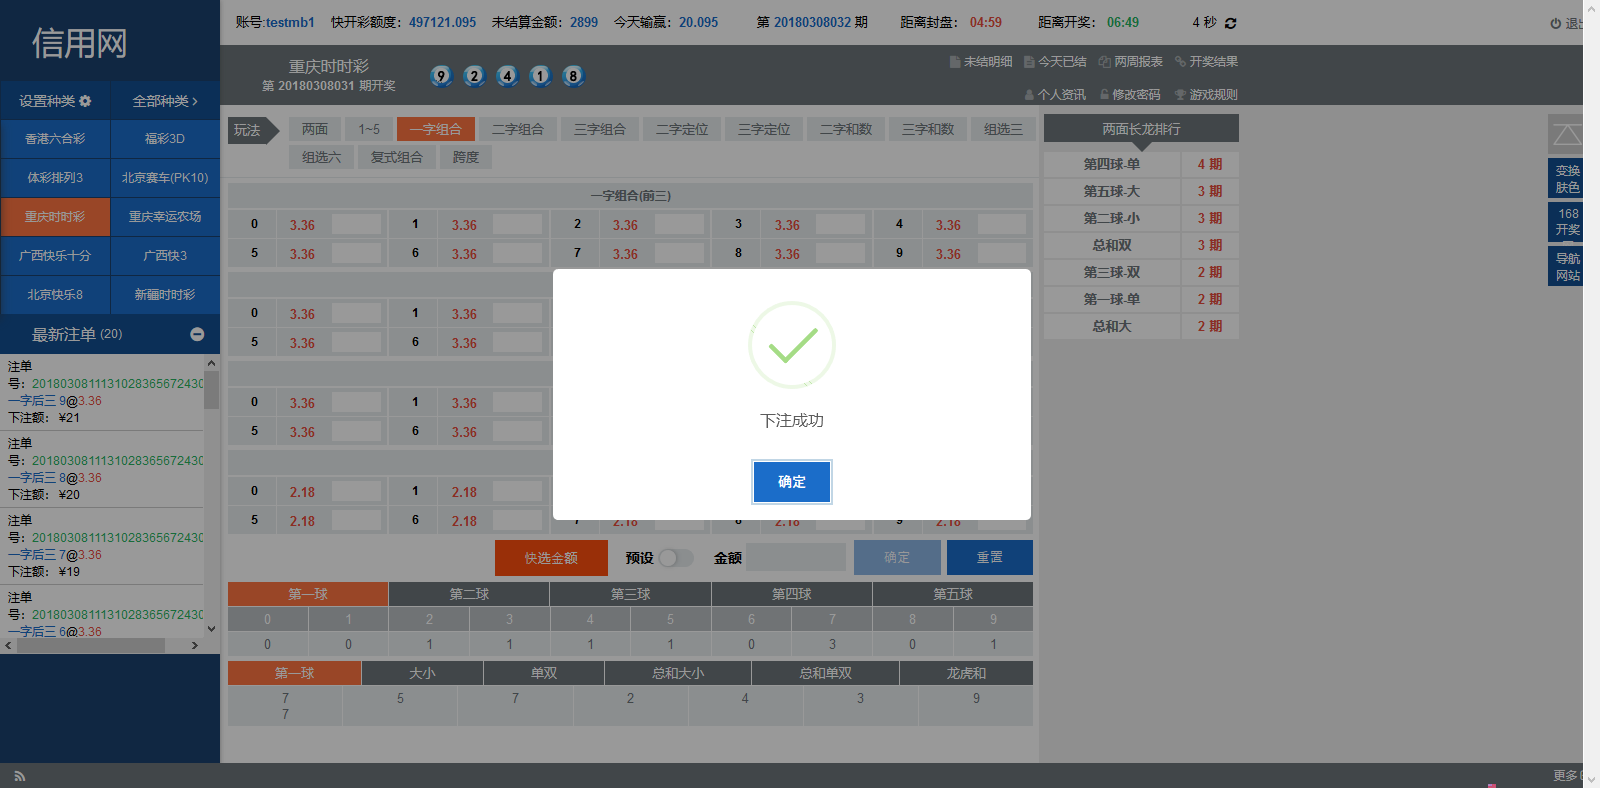 账号:testmb1 快开彩额度：497121.095 未结算金额：2899 今天输赢：20.095 第 20180308032 期 距离封盘：04:59 距离开奖：06:49 4 秒
信用网
重庆时时彩
第 20180308031 期开奖
9 2 4 1 8
未结明细 今天已结 两周报表 开奖结果
个人资讯 修改密码 游戏规则
设置种类 全部种类
香港六合彩 福彩3D
体彩排列3 北京赛车(PK10)
重庆时时彩 重庆幸运农场
广西快乐十分 广西快3
北京快乐8 新疆时时彩
最新注单 (20)
注单
号：2018030811131028365672430
一字后三 9@3.36
下注额： ¥21
注单
号：2018030811131028365672430
一字后三 8@3.36
下注额： ¥20
注单
号：2018030811131028365672430
一字后三 7@3.36
下注额： ¥19
注单
号：2018030811131028365672430
一字后三 6@3.36
玩法 两面 1~5 一字组合 二字组合 三字组合 二字定位 三字定位 二字和数 三字和数 组选三
组选六 复式组合 跨度
一字组合(前三)
0 3.36 1 3.36 2 3.36 3 3.36 4 3.36
5 3.36 6 3.36 7 3.36 8 3.36 9 3.36
0 3.36 1 3.36
5 3.36 6 3.36
0 3.36 1 3.36
5 3.36 6 3.36
0 2.18 1 2.18
5 2.18 6 2.18 7 2.18 8 2.18 9 2.18
下注成功
确定
快选金额 预设 金额 确定 重置
第一球 第二球 第三球 第四球 第五球
0 1 2 3 4 5 6 7 8 9
0 0 1 1 1 1 0 3 0 1
第一球 大小 单双 总和大小 总和单双 龙虎和
7 5 7 2 4 3 9
7
两面长龙排行
第四球-单 4 期
第五球-大 3 期
第二球-小 3 期
总和双 3 期
第三球-双 2 期
第一球-单 2 期
总和大 2 期
变换
肤色
168
开奖
导航
网站
更多